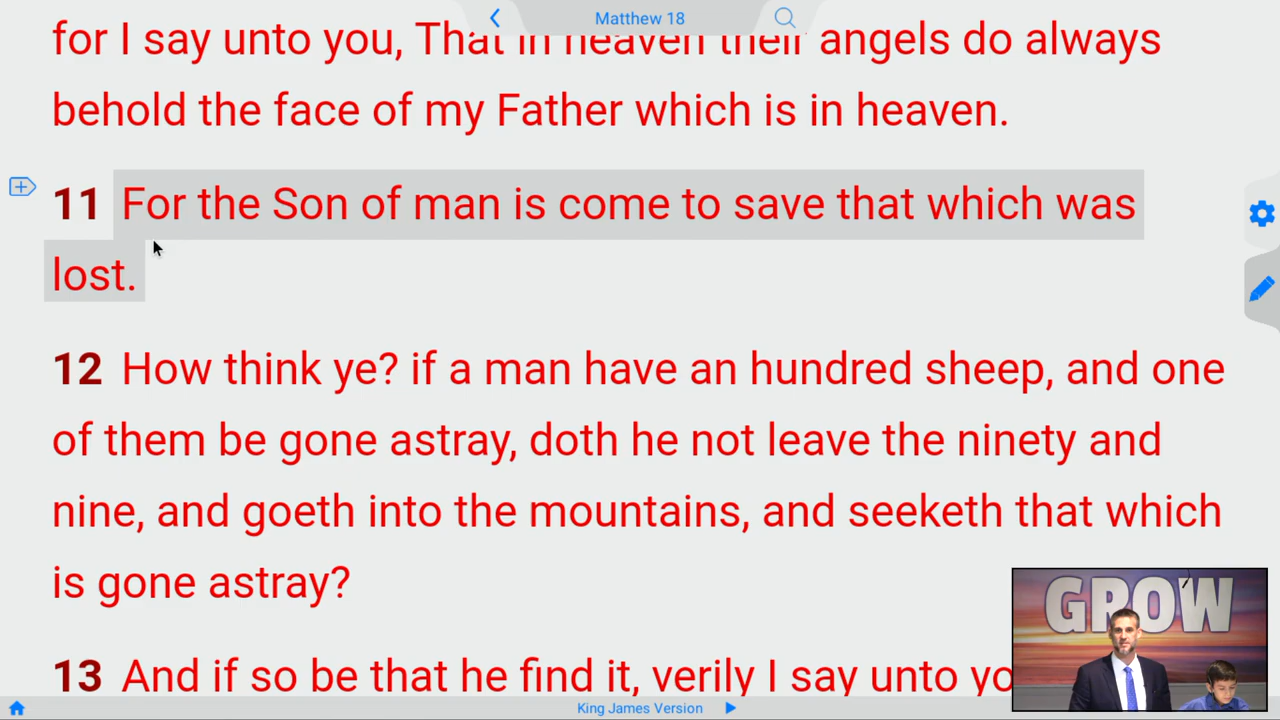 Matthew 18
for I say unto you, That in heaven their angels do always
behold the face of my Father which is in heaven.
11 For the Son of man is come to save that which was
lost.
12 How think ye? if a man have an hundred sheep, and one
of them be gone astray, doth he not leave the ninety and
nine, and goeth into the mountains, and seeketh that which
is gone astray?
13 And if so be that he find it, verily I say unto yo
GROW
King James Version